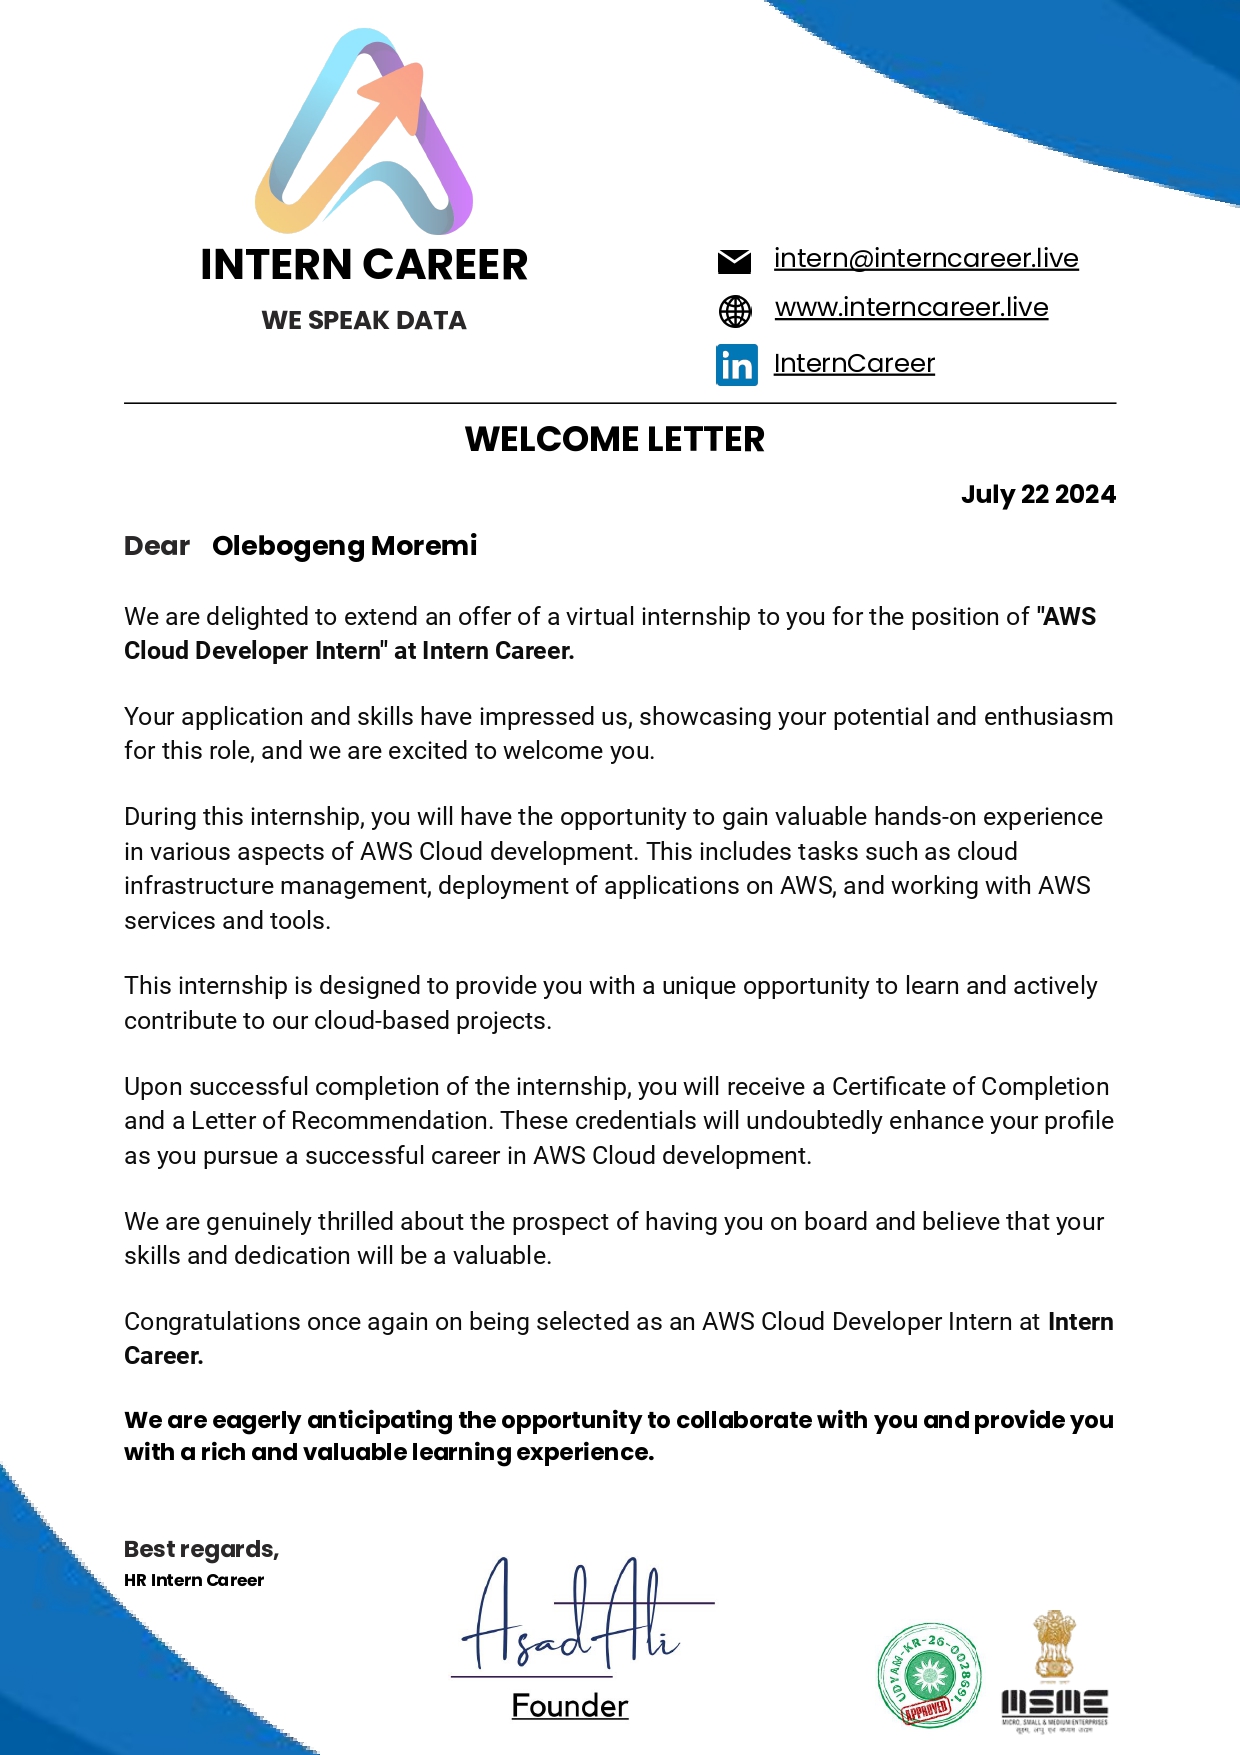 INTERN CAREER
WE SPEAK DATA
intern@interncareer.live
www.interncareer.live
InternCareer
WELCOME LETTER
July 22 2024
Dear Olebogeng Moremi
We are delighted to extend an offer of a virtual internship to you for the position of "AWS
Cloud Developer Intern" at Intern Career.
Your application and skills have impressed us, showcasing your potential and enthusiasm
for this role, and we are excited to welcome you.
During this internship, you will have the opportunity to gain valuable hands-on experience
in various aspects of AWS Cloud development. This includes tasks such as cloud
infrastructure management, deployment of applications on AWS, and working with AWS
services and tools.
This internship is designed to provide you with a unique opportunity to learn and actively
contribute to our cloud-based projects.
Upon successful completion of the internship, you will receive a Certificate of Completion
and a Letter of Recommendation. These credentials will undoubtedly enhance your profile
as you pursue a successful career in AWS Cloud development.
We are genuinely thrilled about the prospect of having you on board and believe that your
skills and dedication will be a valuable.
Congratulations once again on being selected as an AWS Cloud Developer Intern at Intern
Career.
We are eagerly anticipating the opportunity to collaborate with you and provide you
with a rich and valuable learning experience.
Best regards,
HR Intern Career
Asad Ali
Founder
UDYAM-KR-26-0028691
APPROVED
MSME
MICRO, SMALL & MEDIUM ENTERPRISES
सूक्ष्म, लघु एवं मध्यम उद्यम